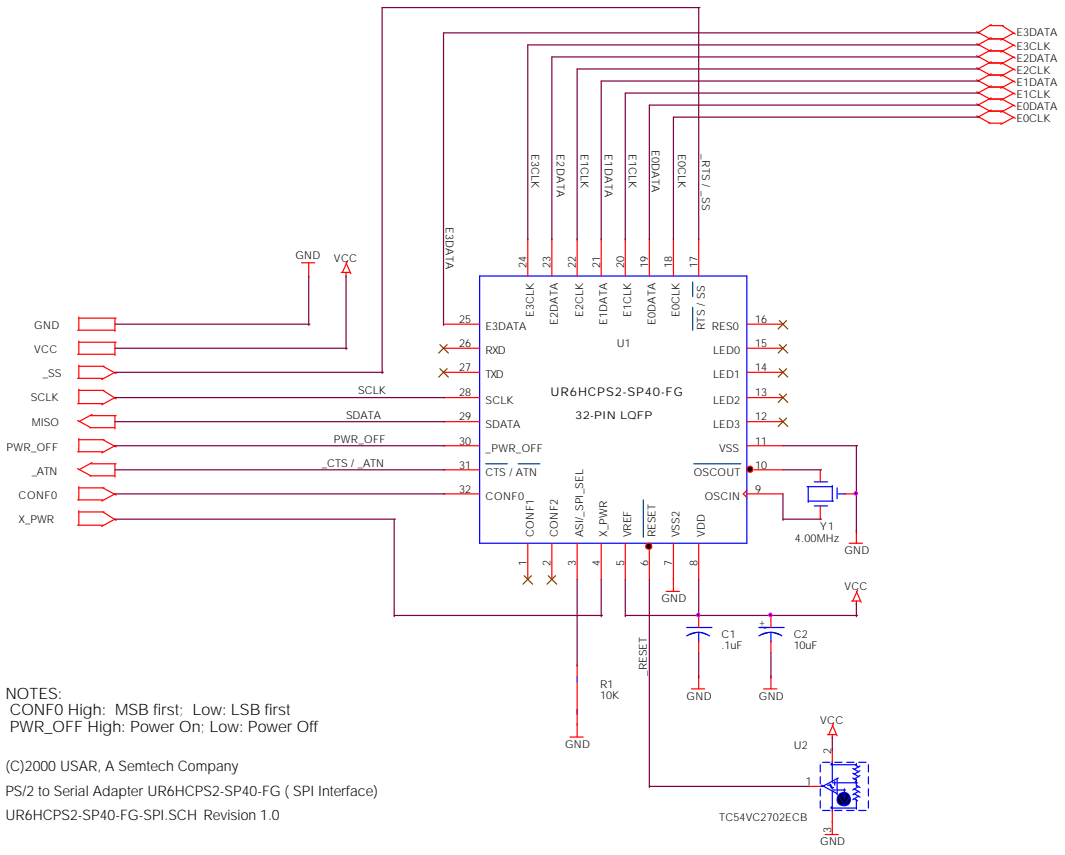 E3DATA
E3CLK
E2DATA
E2CLK
E1DATA
E1CLK
E0DATA
E0CLK
E3DATA
E3CLK
E2DATA
E1CLK
E1DATA
E1CLK
E0DATA
E0CLK
_RTS / _SS
24
23
22
21
20
19
18
17
E3CLK
E2DATA
E2CLK
E1DATA
E1CLK
E0DATA
E0CLK
RTS / SS
GND
VCC
GND
VCC
_SS
SCLK
MISO
PWR_OFF
_ATN
CONF0
X_PWR
SCLK
SDATA
PWR_OFF
_CTS / _ATN
25
26
27
28
29
30
31
32
E3DATA
RXD
TXD
SCLK
SDATA
_PWR_OFF
CTS / ATN
CONF0
U1
UR6HCPS2-SP40-FG
32-PIN LQFP
RES0
LED0
LED1
LED2
LED3
VSS
OSCOUT
OSCIN
16
15
14
13
12
11
10
9
Y1
4.00MHz
GND
CONF1
CONF2
ASI/_SPI_SEL
X_PWR
VREF
RESET
VSS2
VDD
1
2
3
4
5
6
7
8
GND
VCC
C1
.1uF
+
C2
10uF
GND
GND
_RESET
R1
10K
GND
VCC
U2
2
1
TC54VC2702ECB
3
GND
NOTES:
CONF0 High: MSB first; Low: LSB first
PWR_OFF High: Power On; Low: Power Off
(C)2000 USAR, A Semtech Company
PS/2 to Serial Adapter UR6HCPS2-SP40-FG ( SPI Interface)
UR6HCPS2-SP40-FG-SPI.SCH Revision 1.0